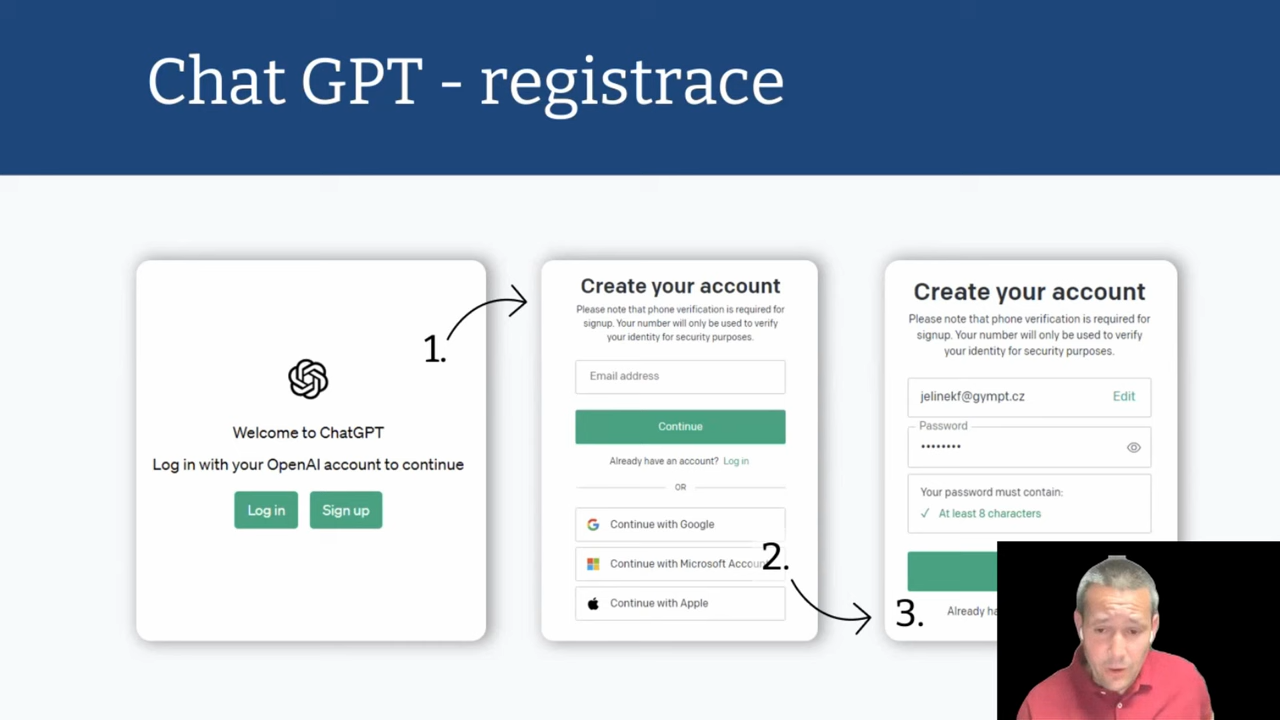 Chat GPT - registrace
1.
Welcome to ChatGPT
Log in with your OpenAI account to continue
Log in
Sign up
Create your account
Please note that phone verification is required for
signup. Your number will only be used to verify
your identity for security purposes.
Email address
Continue
Already have an account? Log in
OR
Continue with Google
Continue with Microsoft Accoun
Continue with Apple
2.
Create your account
Please note that phone verification is required for
signup. Your number will only be used to verify
your identity for security purposes.
jelinekf@gympt.cz Edit
Password
••••••••
Your password must contain:
✓ At least 8 characters
3.
Already ha